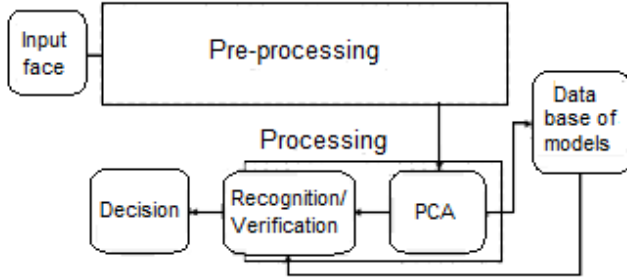 Input
face
Pre-processing
Data
base of
models
Processing
Decision
Recognition/
Verification
PCA